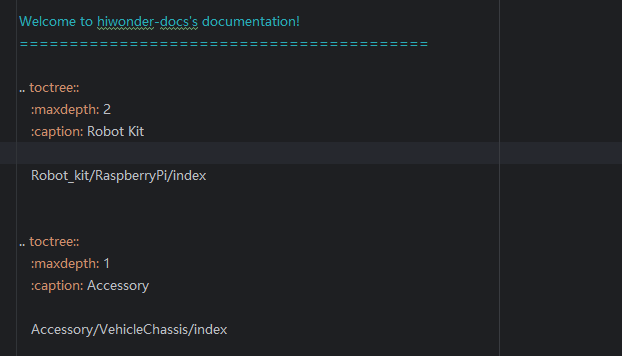 Welcome to hiwonder-docs's documentation!
=========================================
.. toctree::
:maxdepth: 2
:caption: Robot Kit
Robot_kit/RaspberryPi/index
.. toctree::
:maxdepth: 1
:caption: Accessory
Accessory/VehicleChassis/index